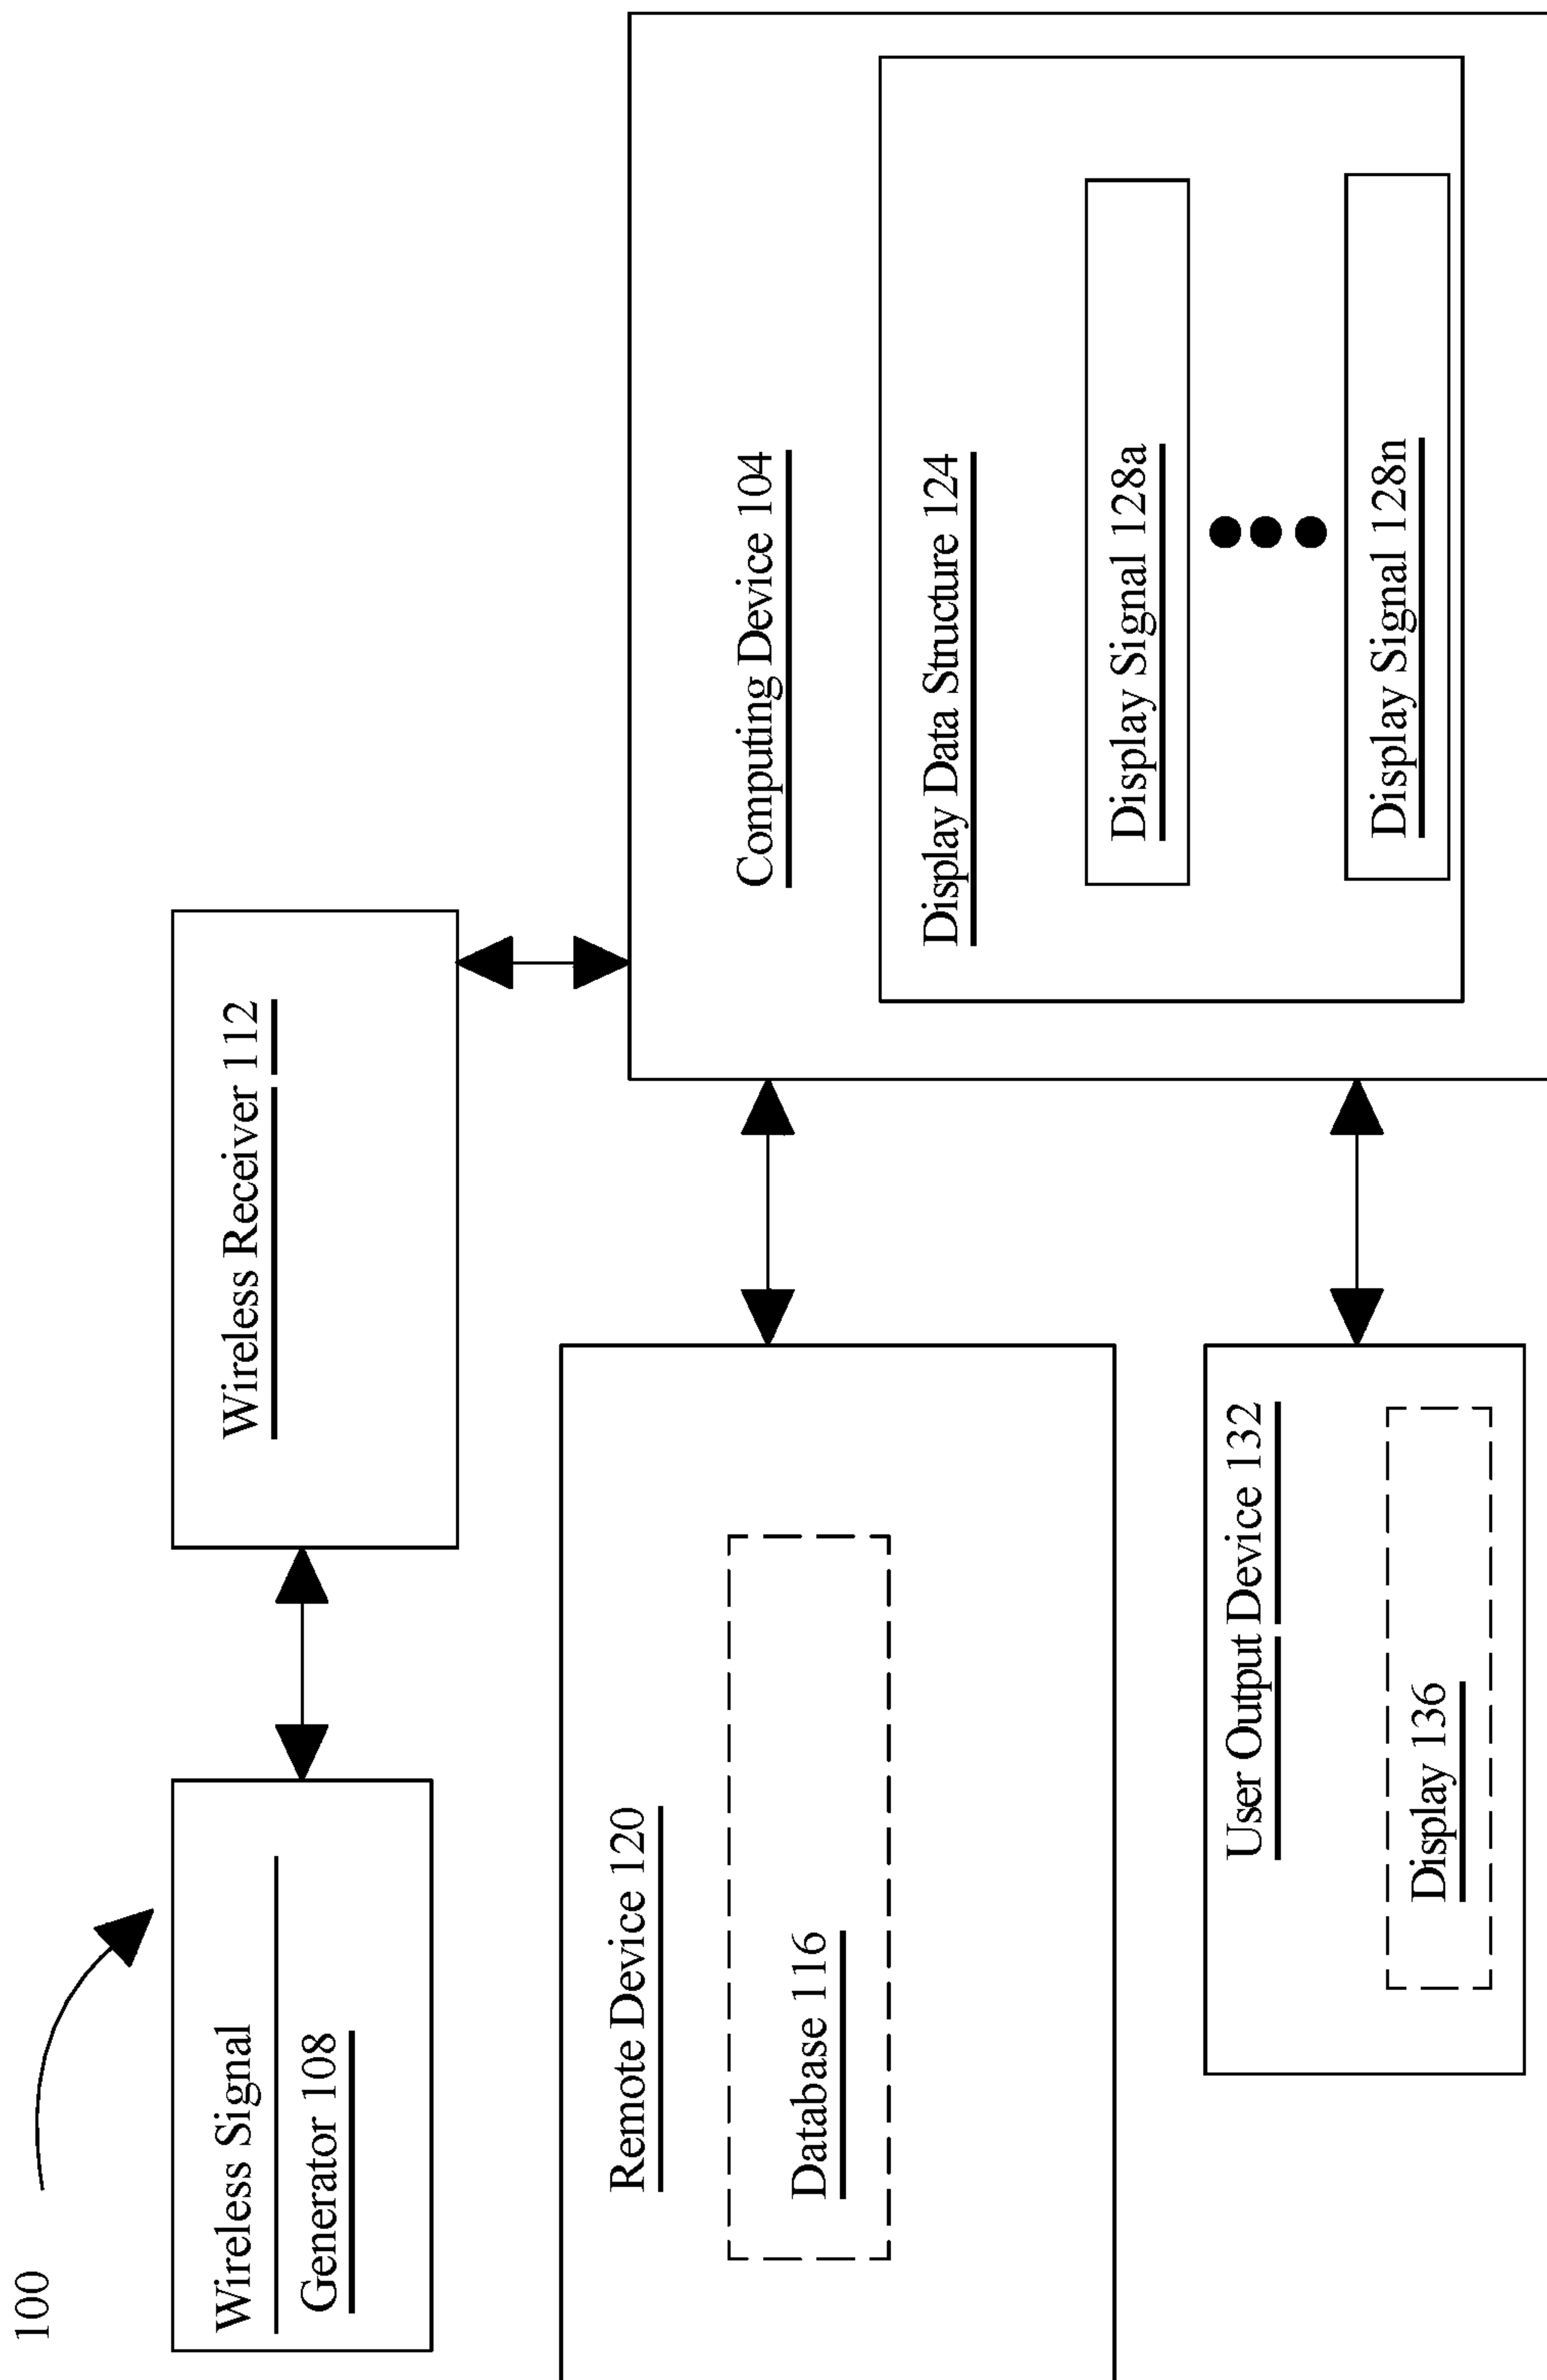 100
Wireless Signal
Generator 108
Wireless Receiver 112
Remote Device 120
Database 116
Computing Device 104
Display Data Structure 124
Display Signal 128a
Display Signal 128n
User Output Device 132
Display 136